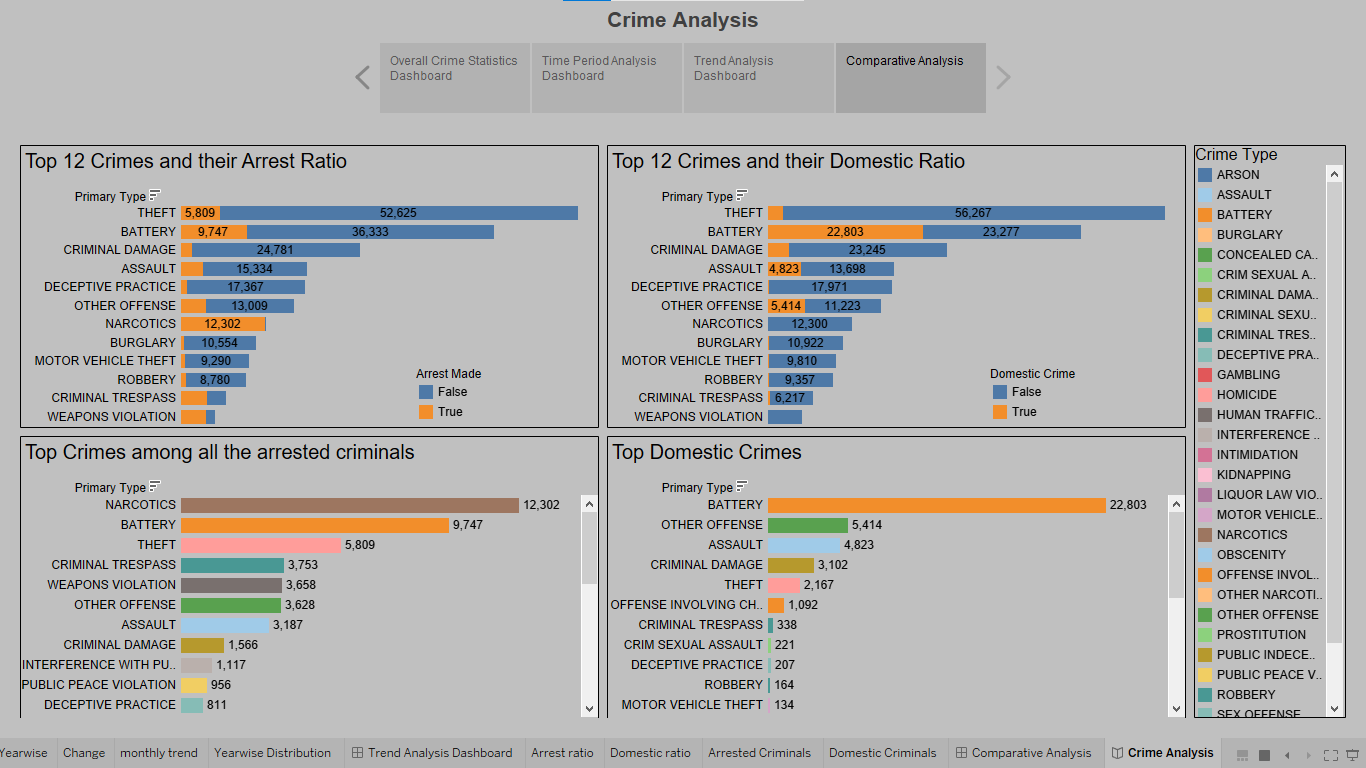 Crime Analysis
Overall Crime Statistics
Dashboard
Time Period Analysis
Dashboard
Trend Analysis
Dashboard
Comparative Analysis
Top 12 Crimes and their Arrest Ratio
Primary Type
THEFT 5,809 52,625
BATTERY 9,747 36,333
CRIMINAL DAMAGE 24,781
ASSAULT 15,334
DECEPTIVE PRACTICE 17,367
OTHER OFFENSE 13,009
NARCOTICS 12,302
BURGLARY 10,554
MOTOR VEHICLE THEFT 9,290
ROBBERY 8,780
CRIMINAL TRESPASS
WEAPONS VIOLATION
Arrest Made
False
True
Top 12 Crimes and their Domestic Ratio
Primary Type
THEFT 56,267
BATTERY 22,803 23,277
CRIMINAL DAMAGE 23,245
ASSAULT 4,823 13,698
DECEPTIVE PRACTICE 17,971
OTHER OFFENSE 5,414 11,223
NARCOTICS 12,300
BURGLARY 10,922
MOTOR VEHICLE THEFT 9,810
ROBBERY 9,357
CRIMINAL TRESPASS 6,217
WEAPONS VIOLATION
Domestic Crime
False
True
Top Crimes among all the arrested criminals
Primary Type
NARCOTICS 12,302
BATTERY 9,747
THEFT 5,809
CRIMINAL TRESPASS 3,753
WEAPONS VIOLATION 3,658
OTHER OFFENSE 3,628
ASSAULT 3,187
CRIMINAL DAMAGE 1,566
INTERFERENCE WITH PU.. 1,117
PUBLIC PEACE VIOLATION 956
DECEPTIVE PRACTICE 811
Top Domestic Crimes
Primary Type
BATTERY 22,803
OTHER OFFENSE 5,414
ASSAULT 4,823
CRIMINAL DAMAGE 3,102
THEFT 2,167
OFFENSE INVOLVING CH.. 1,092
CRIMINAL TRESPASS 338
CRIM SEXUAL ASSAULT 221
DECEPTIVE PRACTICE 207
ROBBERY 164
MOTOR VEHICLE THEFT 134
Crime Type
ARSON
ASSAULT
BATTERY
BURGLARY
CONCEALED CA..
CRIM SEXUAL A..
CRIMINAL DAMA..
CRIMINAL SEXU..
CRIMINAL TRES..
DECEPTIVE PRA..
GAMBLING
HOMICIDE
HUMAN TRAFFIC..
INTERFERENCE ..
INTIMIDATION
KIDNAPPING
LIQUOR LAW VIO..
MOTOR VEHICLE..
NARCOTICS
OBSCENITY
OFFENSE INVOL..
OTHER NARCOTI..
OTHER OFFENSE
PROSTITUTION
PUBLIC INDECE..
PUBLIC PEACE V..
ROBBERY
SEX OFFENSE
Yearwise Change monthly trend Yearwise Distribution Trend Analysis Dashboard Arrest ratio Domestic ratio Arrested Criminals Domestic Criminals Comparative Analysis Crime Analysis